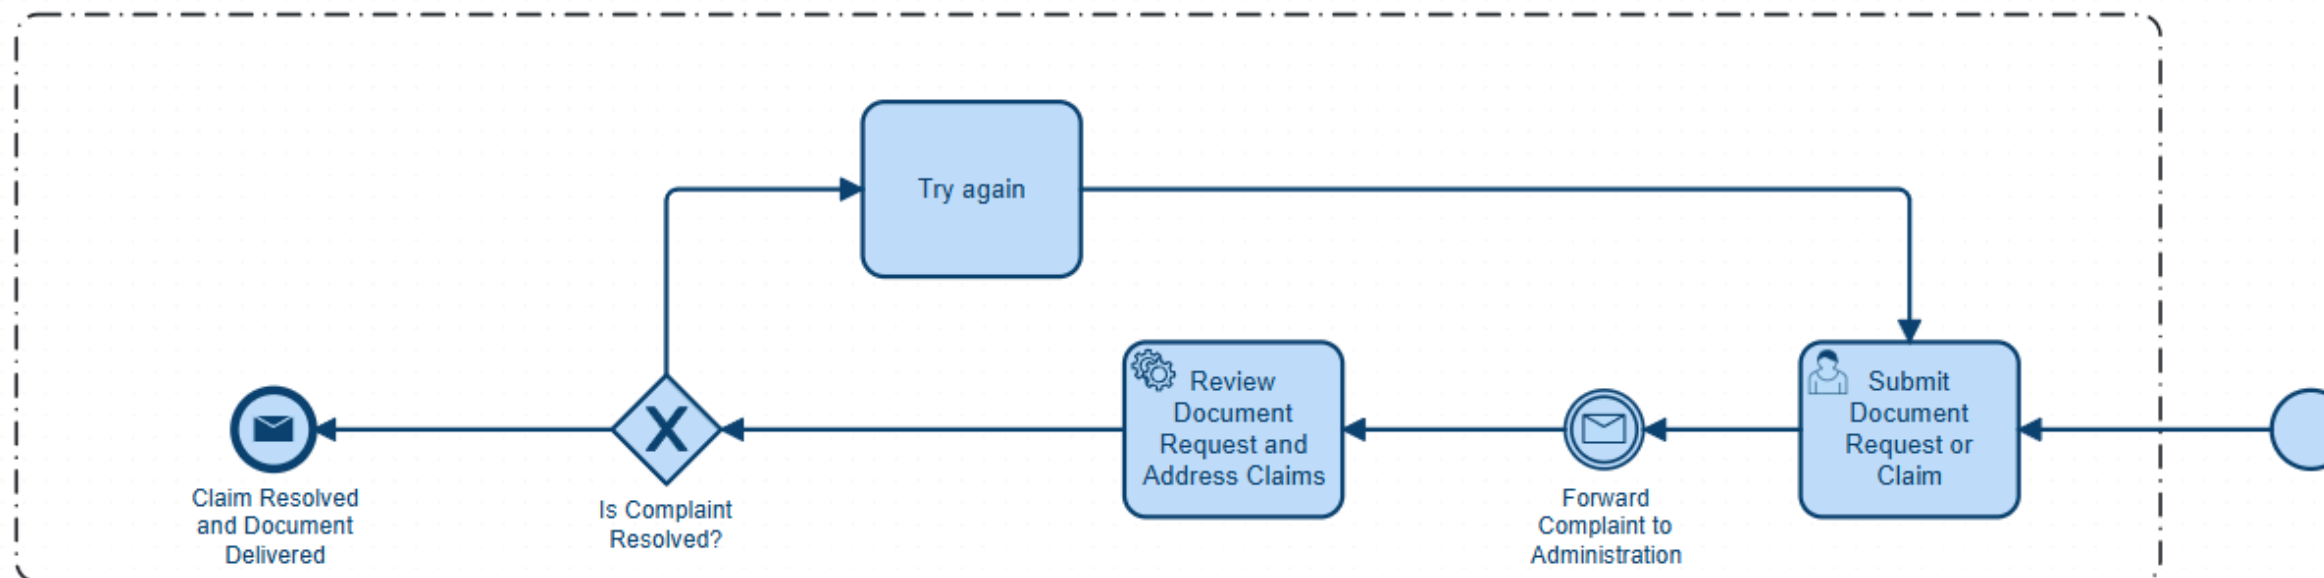 Try again
Claim Resolved
and Document
Delivered
Is Complaint
Resolved?
X
Review
Document
Request and
Address Claims
Forward
Complaint to
Administration
Submit
Document
Request or
Claim